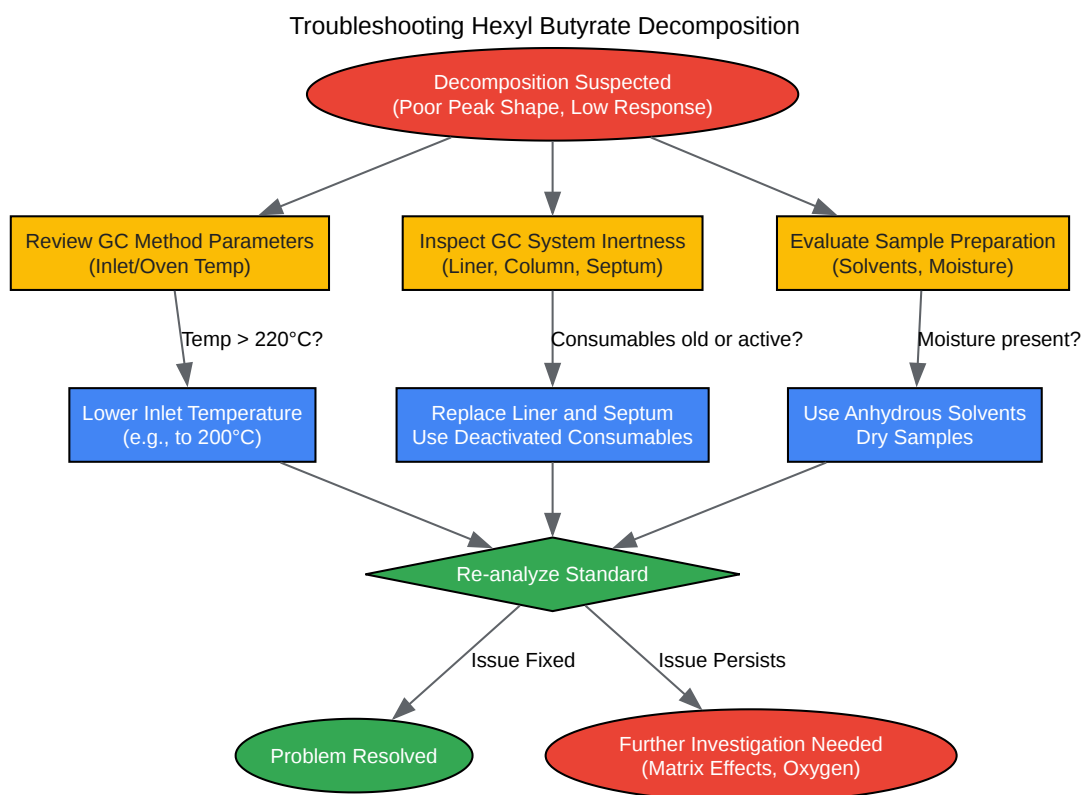 Troubleshooting Hexyl Butyrate Decomposition
Decomposition Suspected
(Poor Peak Shape, Low Response)
Review GC Method Parameters
(Inlet/Oven Temp)
Inspect GC System Inertness
(Liner, Column, Septum)
Evaluate Sample Preparation
(Solvents, Moisture)
Temp > 220°C?
Consumables old or active?
Moisture present?
Lower Inlet Temperature
(e.g., to 200°C)
Replace Liner and Septum
Use Deactivated Consumables
Use Anhydrous Solvents
Dry Samples
Re-analyze Standard
Issue Fixed
Issue Persists
Problem Resolved
Further Investigation Needed
(Matrix Effects, Oxygen)